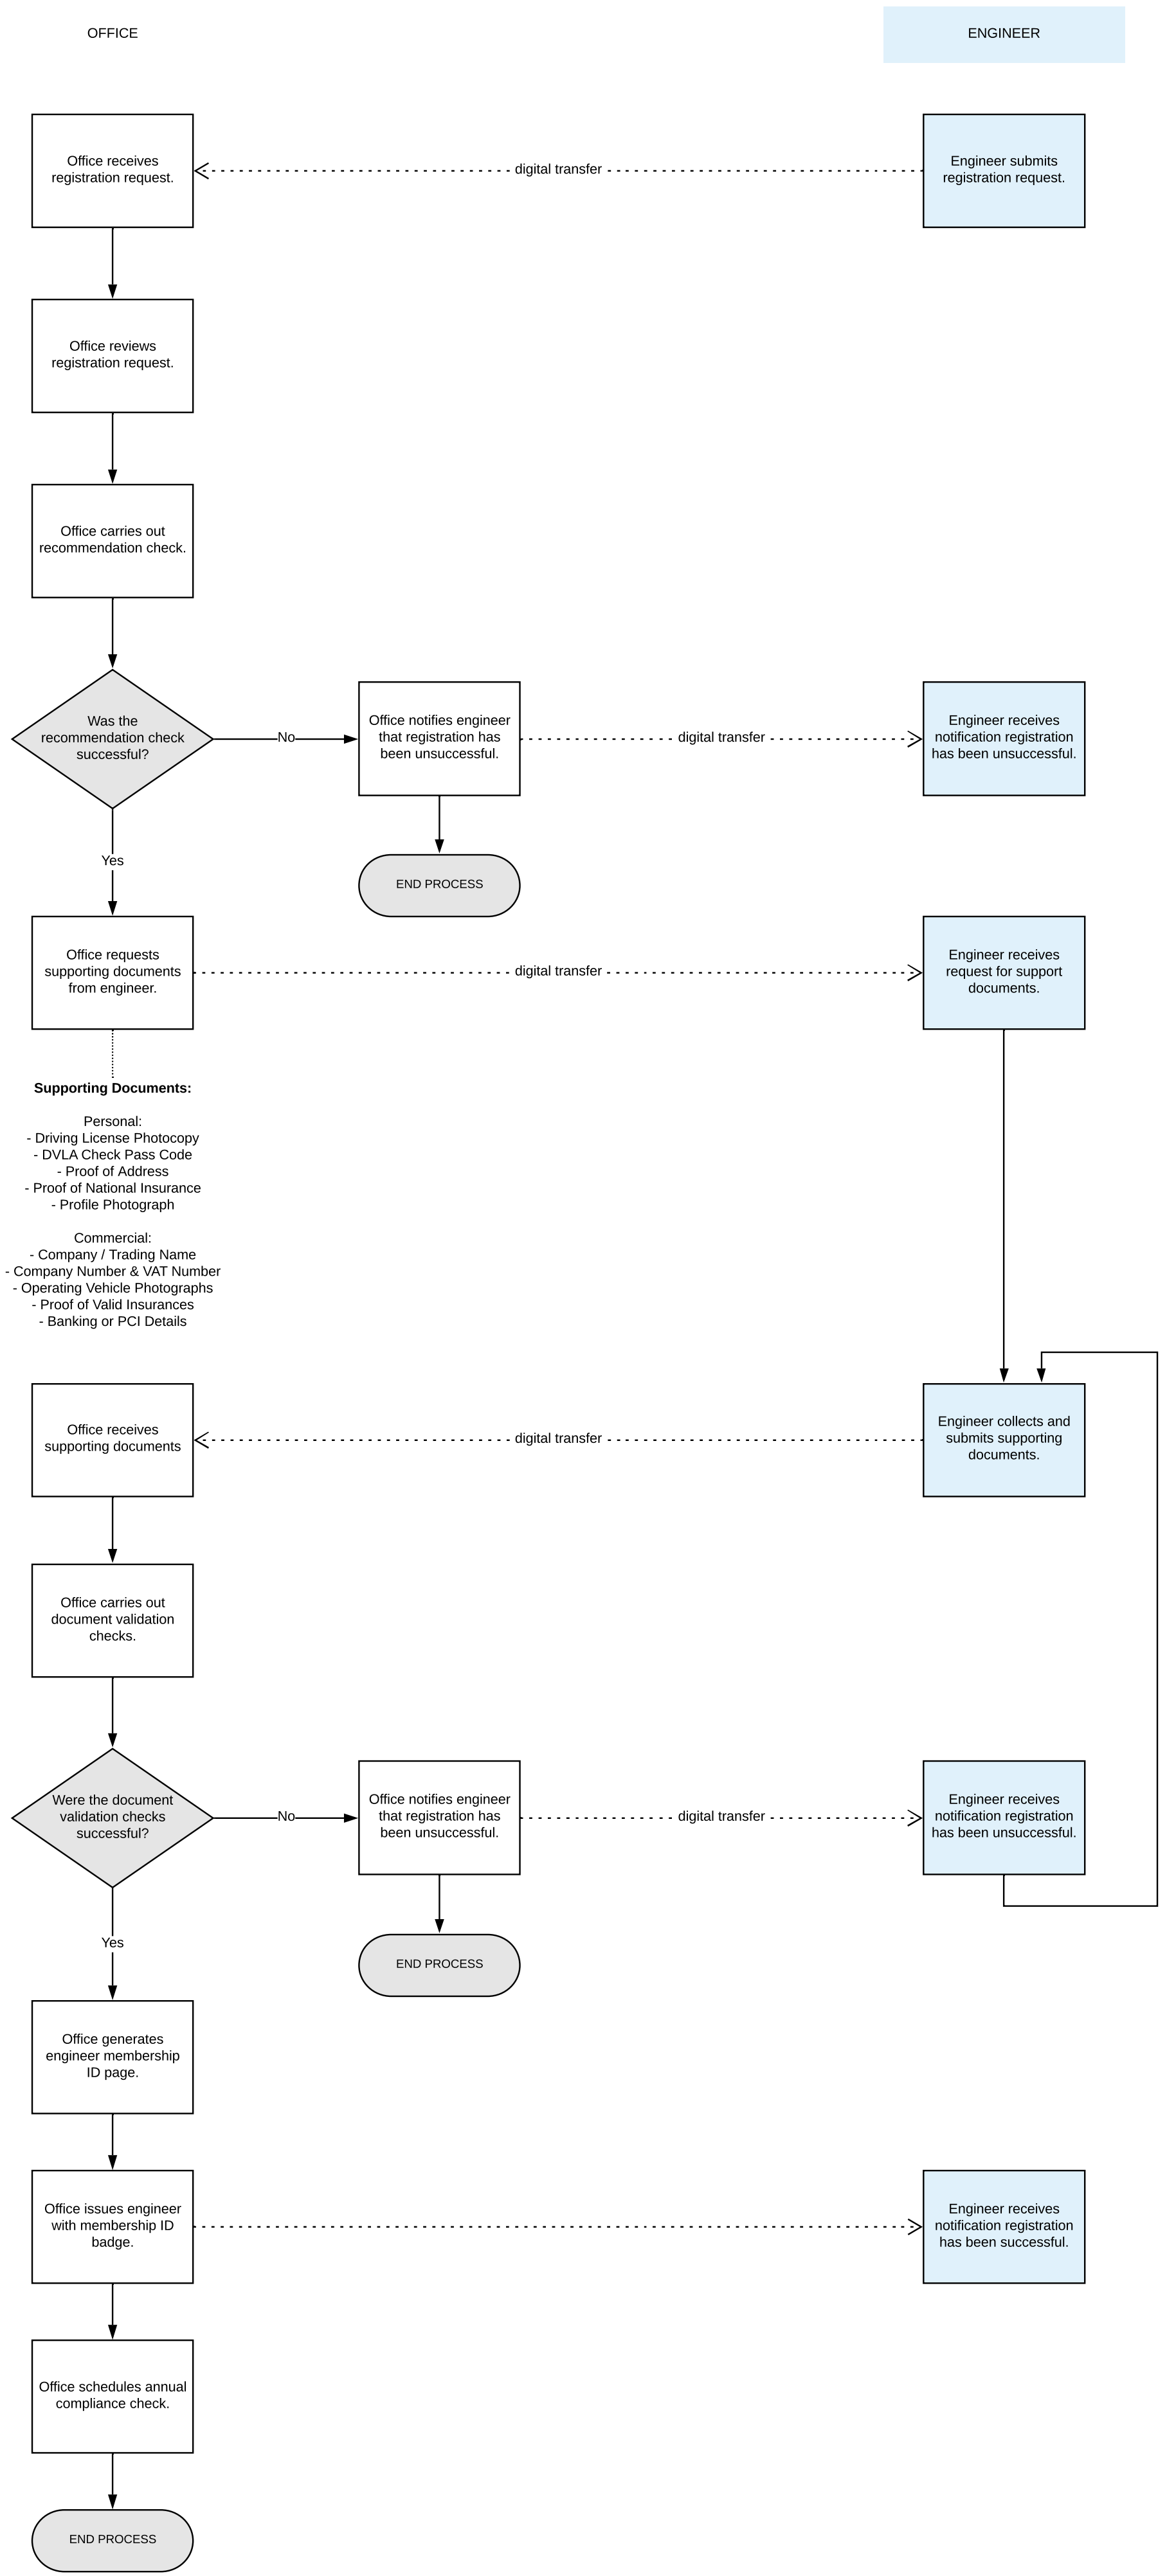 OFFICE
ENGINEER
Office receives
registration request.
digital transfer
Engineer submits
registration request.
Office reviews
registration request.
Office carries out
recommendation check.
Was the
recommendation check
successful?
No
Office notifies engineer
that registration has
been unsuccessful.
digital transfer
Engineer receives
notification registration
has been unsuccessful.
Yes
END PROCESS
Office requests
supporting documents
from engineer.
digital transfer
Engineer receives
request for support
documents.
Supporting Documents:
Personal:
- Driving License Photocopy
- DVLA Check Pass Code
- Proof of Address
- Proof of National Insurance
- Profile Photograph
Commercial:
- Company / Trading Name
- Company Number & VAT Number
- Operating Vehicle Photographs
- Proof of Valid Insurances
- Banking or PCI Details
Office receives
supporting documents
digital transfer
Engineer collects and
submits supporting
documents.
Office carries out
document validation
checks.
Were the document
validation checks
successful?
No
Office notifies engineer
that registration has
been unsuccessful.
digital transfer
Engineer receives
notification registration
has been unsuccessful.
Yes
END PROCESS
Office generates
engineer membership
ID page.
Office issues engineer
with membership ID
badge.
Engineer receives
notification registration
has been successful.
Office schedules annual
compliance check.
END PROCESS